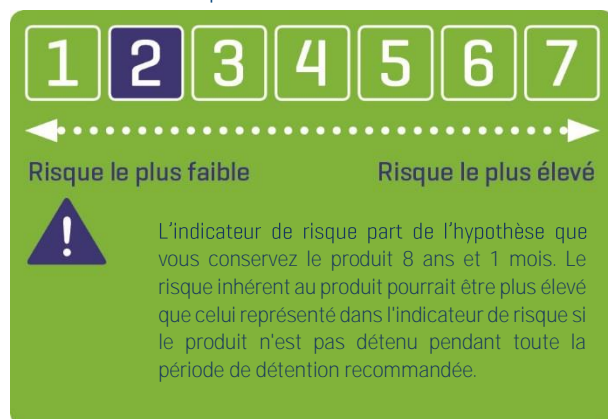 1 2 3 4 5 6 7
Risque le plus faible Risque le plus élevé
!
L'indicateur de risque part de l'hypothèse que
vous conservez le produit 8 ans et 1 mois. Le
risque inhérent au produit pourrait être plus élevé
que celui représenté dans l'indicateur de risque si
le produit n'est pas détenu pendant toute la
période de détention recommandée.